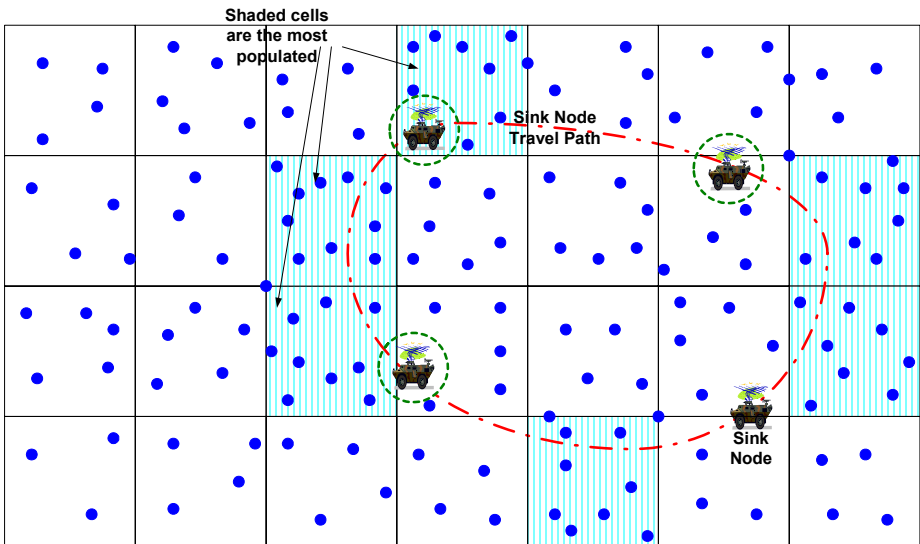 Shaded cells
are the most
populated
Sink Node
Travel Path
Sink
Node